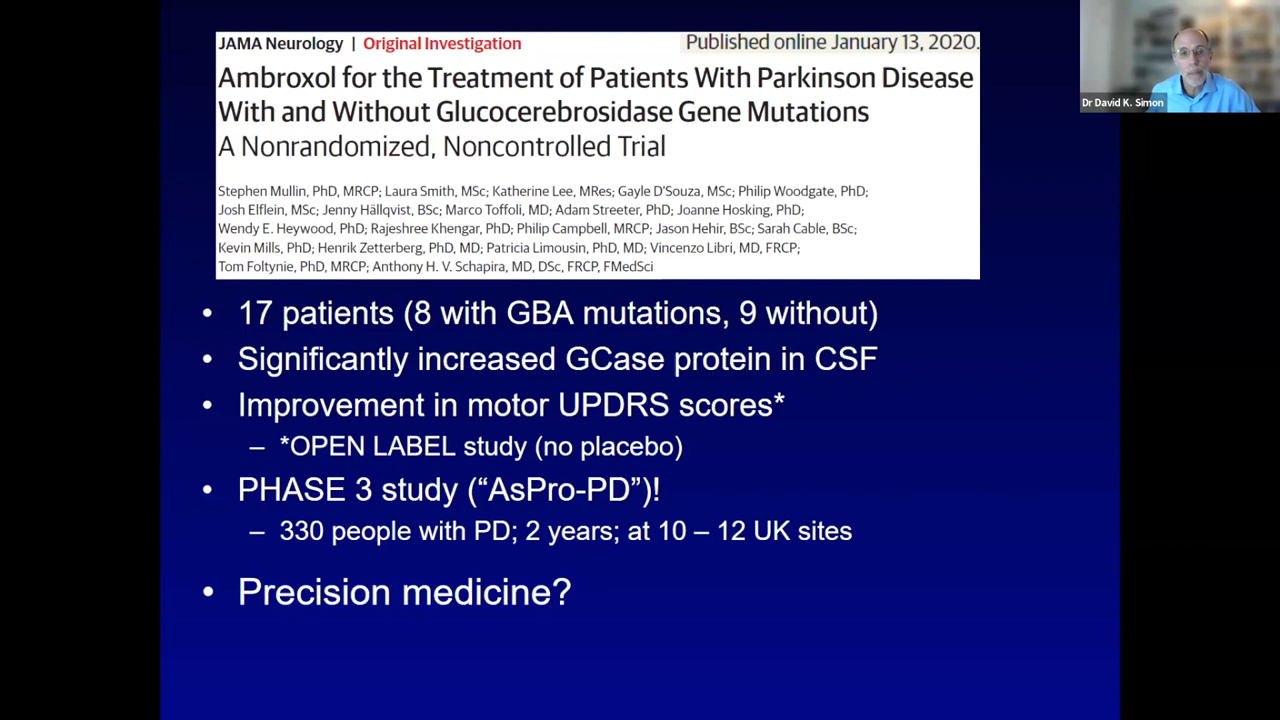 JAMA Neurology | Original Investigation
Published online January 13, 2020.
Ambroxol for the Treatment of Patients With Parkinson Disease
With and Without Glucocerebrosidase Gene Mutations
A Nonrandomized, Noncontrolled Trial
Stephen Mullin, PhD, MRCP; Laura Smith, MSc; Katherine Lee, MRes; Gayle D'Souza, MSc; Philip Woodgate, PhD;
Josh Elflein, MSc; Jenny Hällqvist, BSc; Marco Toffoli, MD; Adam Streeter, PhD; Joanne Hosking, PhD;
Wendy E. Heywood, PhD; Rajeshree Khengar, PhD; Philip Campbell, MRCP; Jason Hehir, BSc; Sarah Cable, BSc;
Kevin Mills, PhD; Henrik Zetterberg, PhD, MD; Patricia Limousin, PhD, MD; Vincenzo Libri, MD, FRCP;
Tom Foltynie, PhD, MRCP; Anthony H. V. Schapira, MD, DSc, FRCP, FMedSci
• 17 patients (8 with GBA mutations, 9 without)
• Significantly increased GCase protein in CSF
• Improvement in motor UPDRS scores*
– *OPEN LABEL study (no placebo)
• PHASE 3 study (“AsPro-PD”)!
– 330 people with PD; 2 years; at 10 – 12 UK sites
• Precision medicine?
Dr David K. Simon